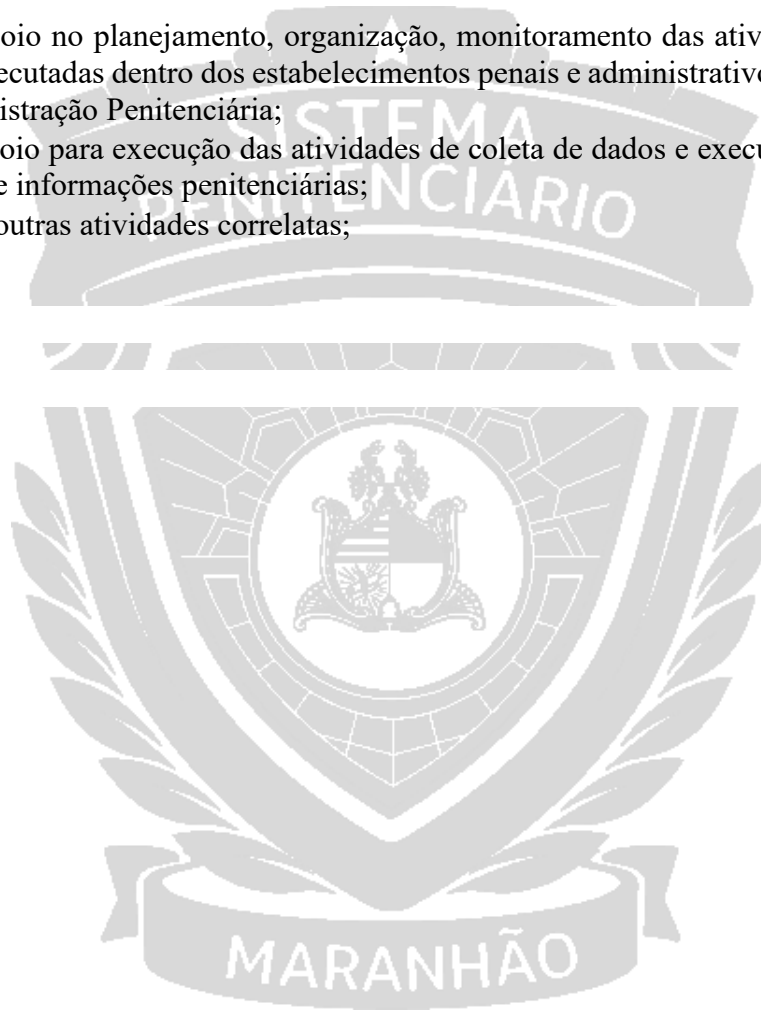 oio no planejamento, organização, monitoramento das ativ
ecutadas dentro dos estabelecimentos penais e administrativo
istração Penitenciária;
SISTEMA
oio para execução das atividades de coleta de dados e execu
e informações penitenciárias;
PENITENCIÁRIO
outras atividades correlatas;
MARANHÃO